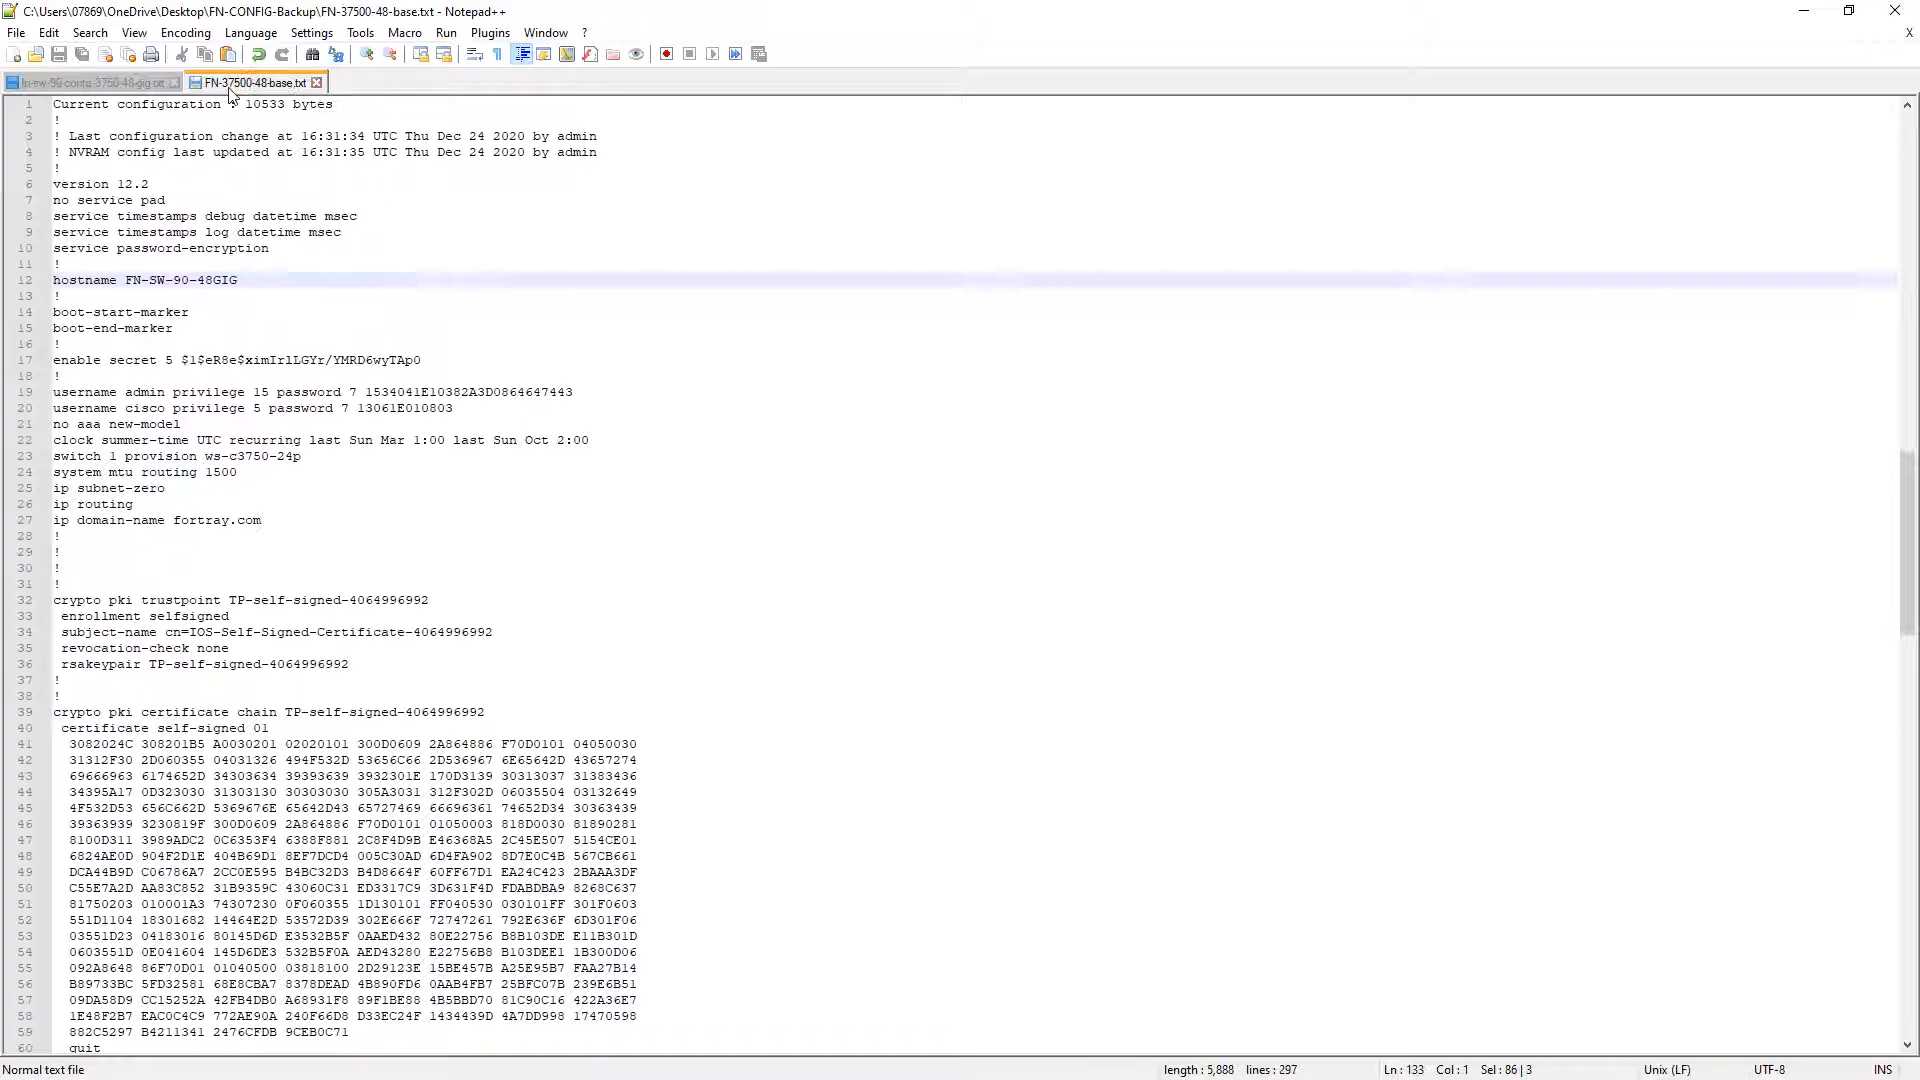 C:\Users\07869\OneDrive\Desktop\FN-CONFIG-Backup\FN-37500-48-base.txt - Notepad++
File Edit Search View Encoding Language Settings Tools Macro Run Plugins Window ? X
FN-37500-48-base.txt
1 Current configuration : 10533 bytes
2 !
3 ! Last configuration change at 16:31:34 UTC Thu Dec 24 2020 by admin
4 ! NVRAM config last updated at 16:31:35 UTC Thu Dec 24 2020 by admin
5 !
6 version 12.2
7 no service pad
8 service timestamps debug datetime msec
9 service timestamps log datetime msec
10 service password-encryption
11 !
12 hostname FN-SW-90-48GIG
13 !
14 boot-start-marker
15 boot-end-marker
16 !
17 enable secret 5 $1$eR8e$ximIrlLGYr/YMRD6wyTAp0
18 !
19 username admin privilege 15 password 7 1534041E10382A3D0864647443
20 username cisco privilege 5 password 7 13061E010803
21 no aaa new-model
22 clock summer-time UTC recurring last Sun Mar 1:00 last Sun Oct 2:00
23 switch 1 provision ws-c3750-24p
24 system mtu routing 1500
25 ip subnet-zero
26 ip routing
27 ip domain-name fortray.com
28 !
29 !
30 !
31 !
32 crypto pki trustpoint TP-self-signed-4064996992
33 enrollment selfsigned
34 subject-name cn=IOS-Self-Signed-Certificate-4064996992
35 revocation-check none
36 rsakeypair TP-self-signed-4064996992
37 !
38 !
39 crypto pki certificate chain TP-self-signed-4064996992
40 certificate self-signed 01
41 3082024C 308201B5 A0030201 02020101 300D0609 2A864886 F70D0101 04050030
42 31312F30 2D060355 04031326 494F532D 53656C66 2D536967 6E65642D 43657274
43 69666963 6174652D 34303634 39393639 3932301E 170D3139 30313037 31383436
44 34395A17 0D323030 31303130 30303030 305A3031 312F302D 06035504 03132649
45 4F532D53 656C662D 5369676E 65642D43 65727469 66696361 74652D34 30363439
46 39363939 3230819F 300D0609 2A864886 F70D0101 01050003 818D0030 81890281
47 8100D311 3989ADC2 0C6353F4 6388F881 2C8F4D9B E46368A5 2C45E507 5154CE01
48 6824AE0D 904F2D1E 404B69D1 8EF7DCD4 005C30AD 6D4FA902 8D7E0C4B 567CB661
49 DCA44B9D C06786A7 2CC0E595 B4BC32D3 B4D8664F 60FF67D1 EA24C423 2BAAA3DF
50 C55E7A2D AA83C852 31B9359C 43060C31 ED3317C9 3D631F4D FDABDBA9 8268C637
51 81750203 010001A3 74307230 0F060355 1D130101 FF040530 030101FF 301F0603
52 551D1104 18301682 14464E2D 53572D39 302E666F 72747261 792E636F 6D301F06
53 03551D23 04183016 80145D6D E3532B5F 0AAED432 80E22756 B8B103DE E11B301D
54 0603551D 0E041604 145D6DE3 532B5F0A AED43280 E22756B8 B103DEE1 1B300D06
55 092A8648 86F70D01 01040500 03818100 2D29123E 15BE457B A25E95B7 FAA27B14
56 B89733BC 5FD32581 68E8CBA7 8378DEAD 4B890FD6 0AAB4FB7 25BFC07B 239E6B51
57 09DA58D9 CC15252A 42FB4DB0 A68931F8 89F1BE88 4B5BBD70 81C90C16 422A36E7
58 1E48F2B7 EAC0C4C9 772AE90A 240F66D8 D33EC24F 1434439D 4A7DD998 17470598
59 882C5297 B4211341 2476CFDB 9CEB0C71
60 quit
Normal text file length : 5,888 lines : 297 Ln : 133 Col : 1 Sel : 86 | 3 Unix (LF) UTF-8 INS